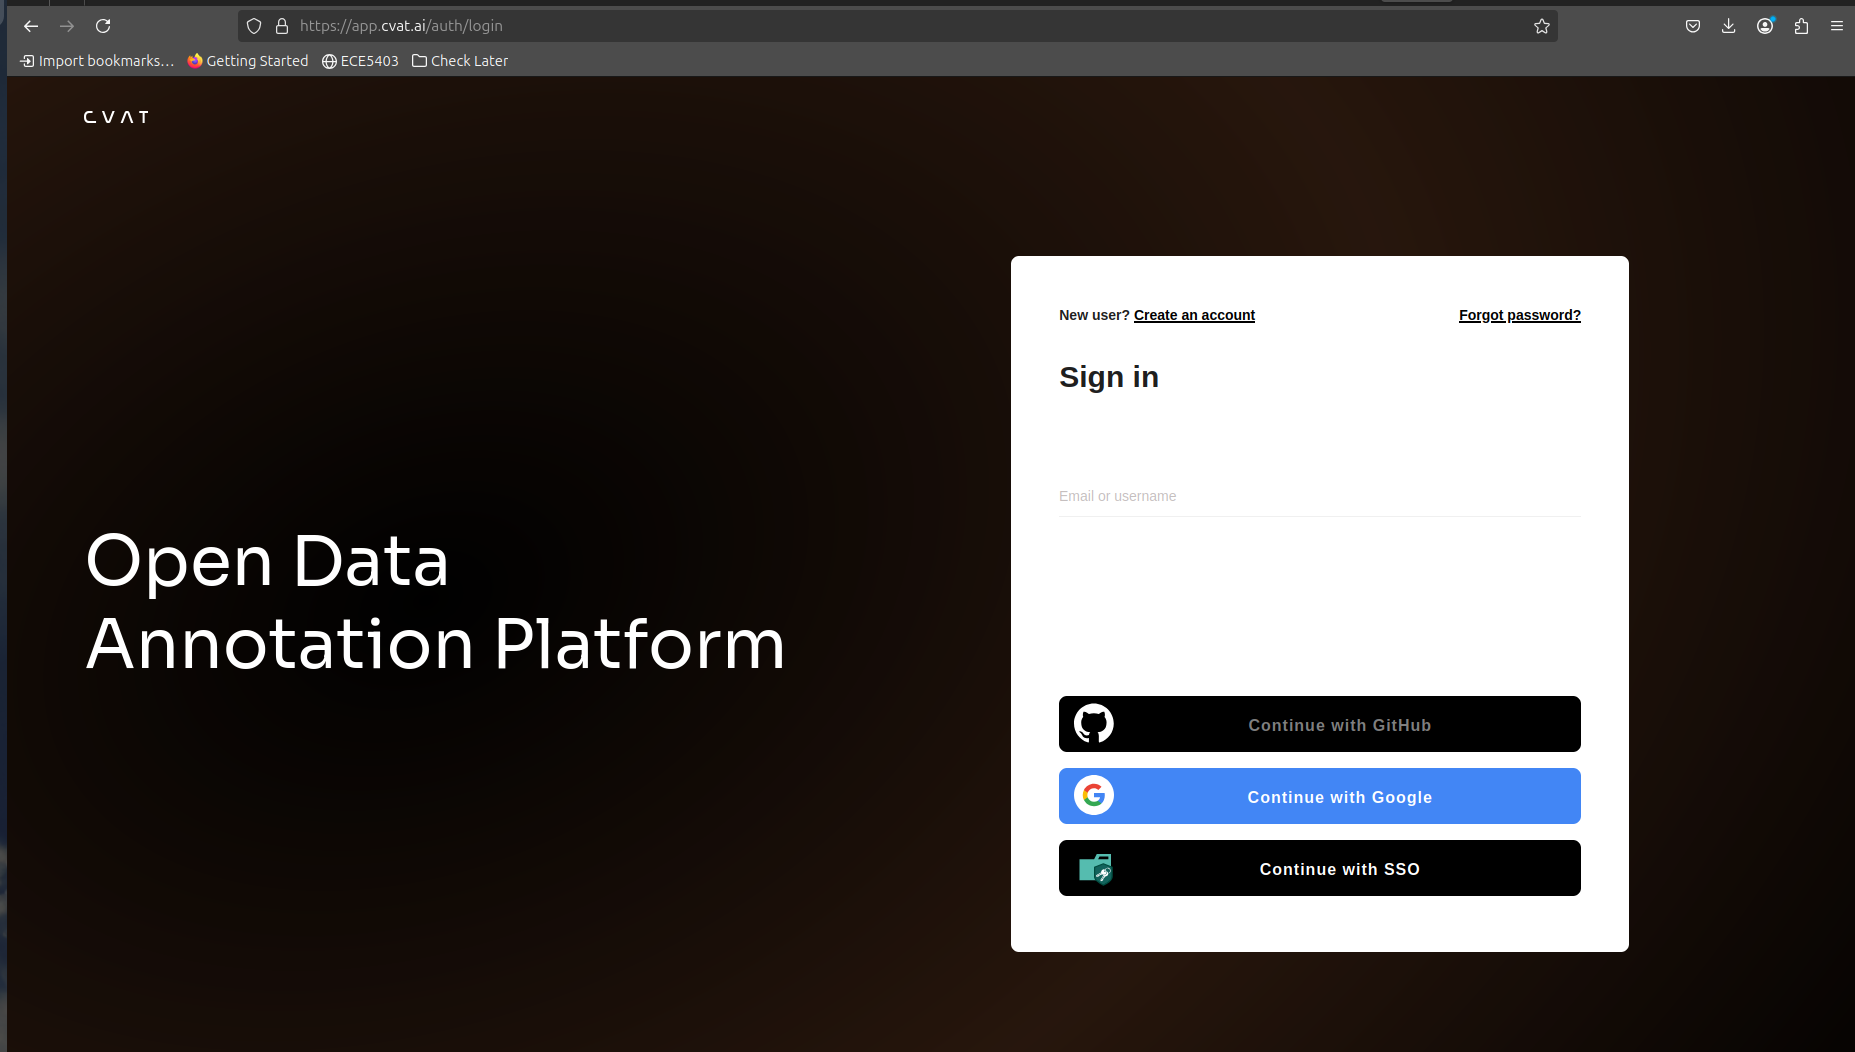 https://app.cvat.ai/auth/login
Import bookmarks... Getting Started ECE5403 Check Later
CVAT
New user? Create an account Forgot password?
Sign in
Email or username
Open Data
Annotation Platform
Continue with GitHub
Continue with Google
Continue with SSO